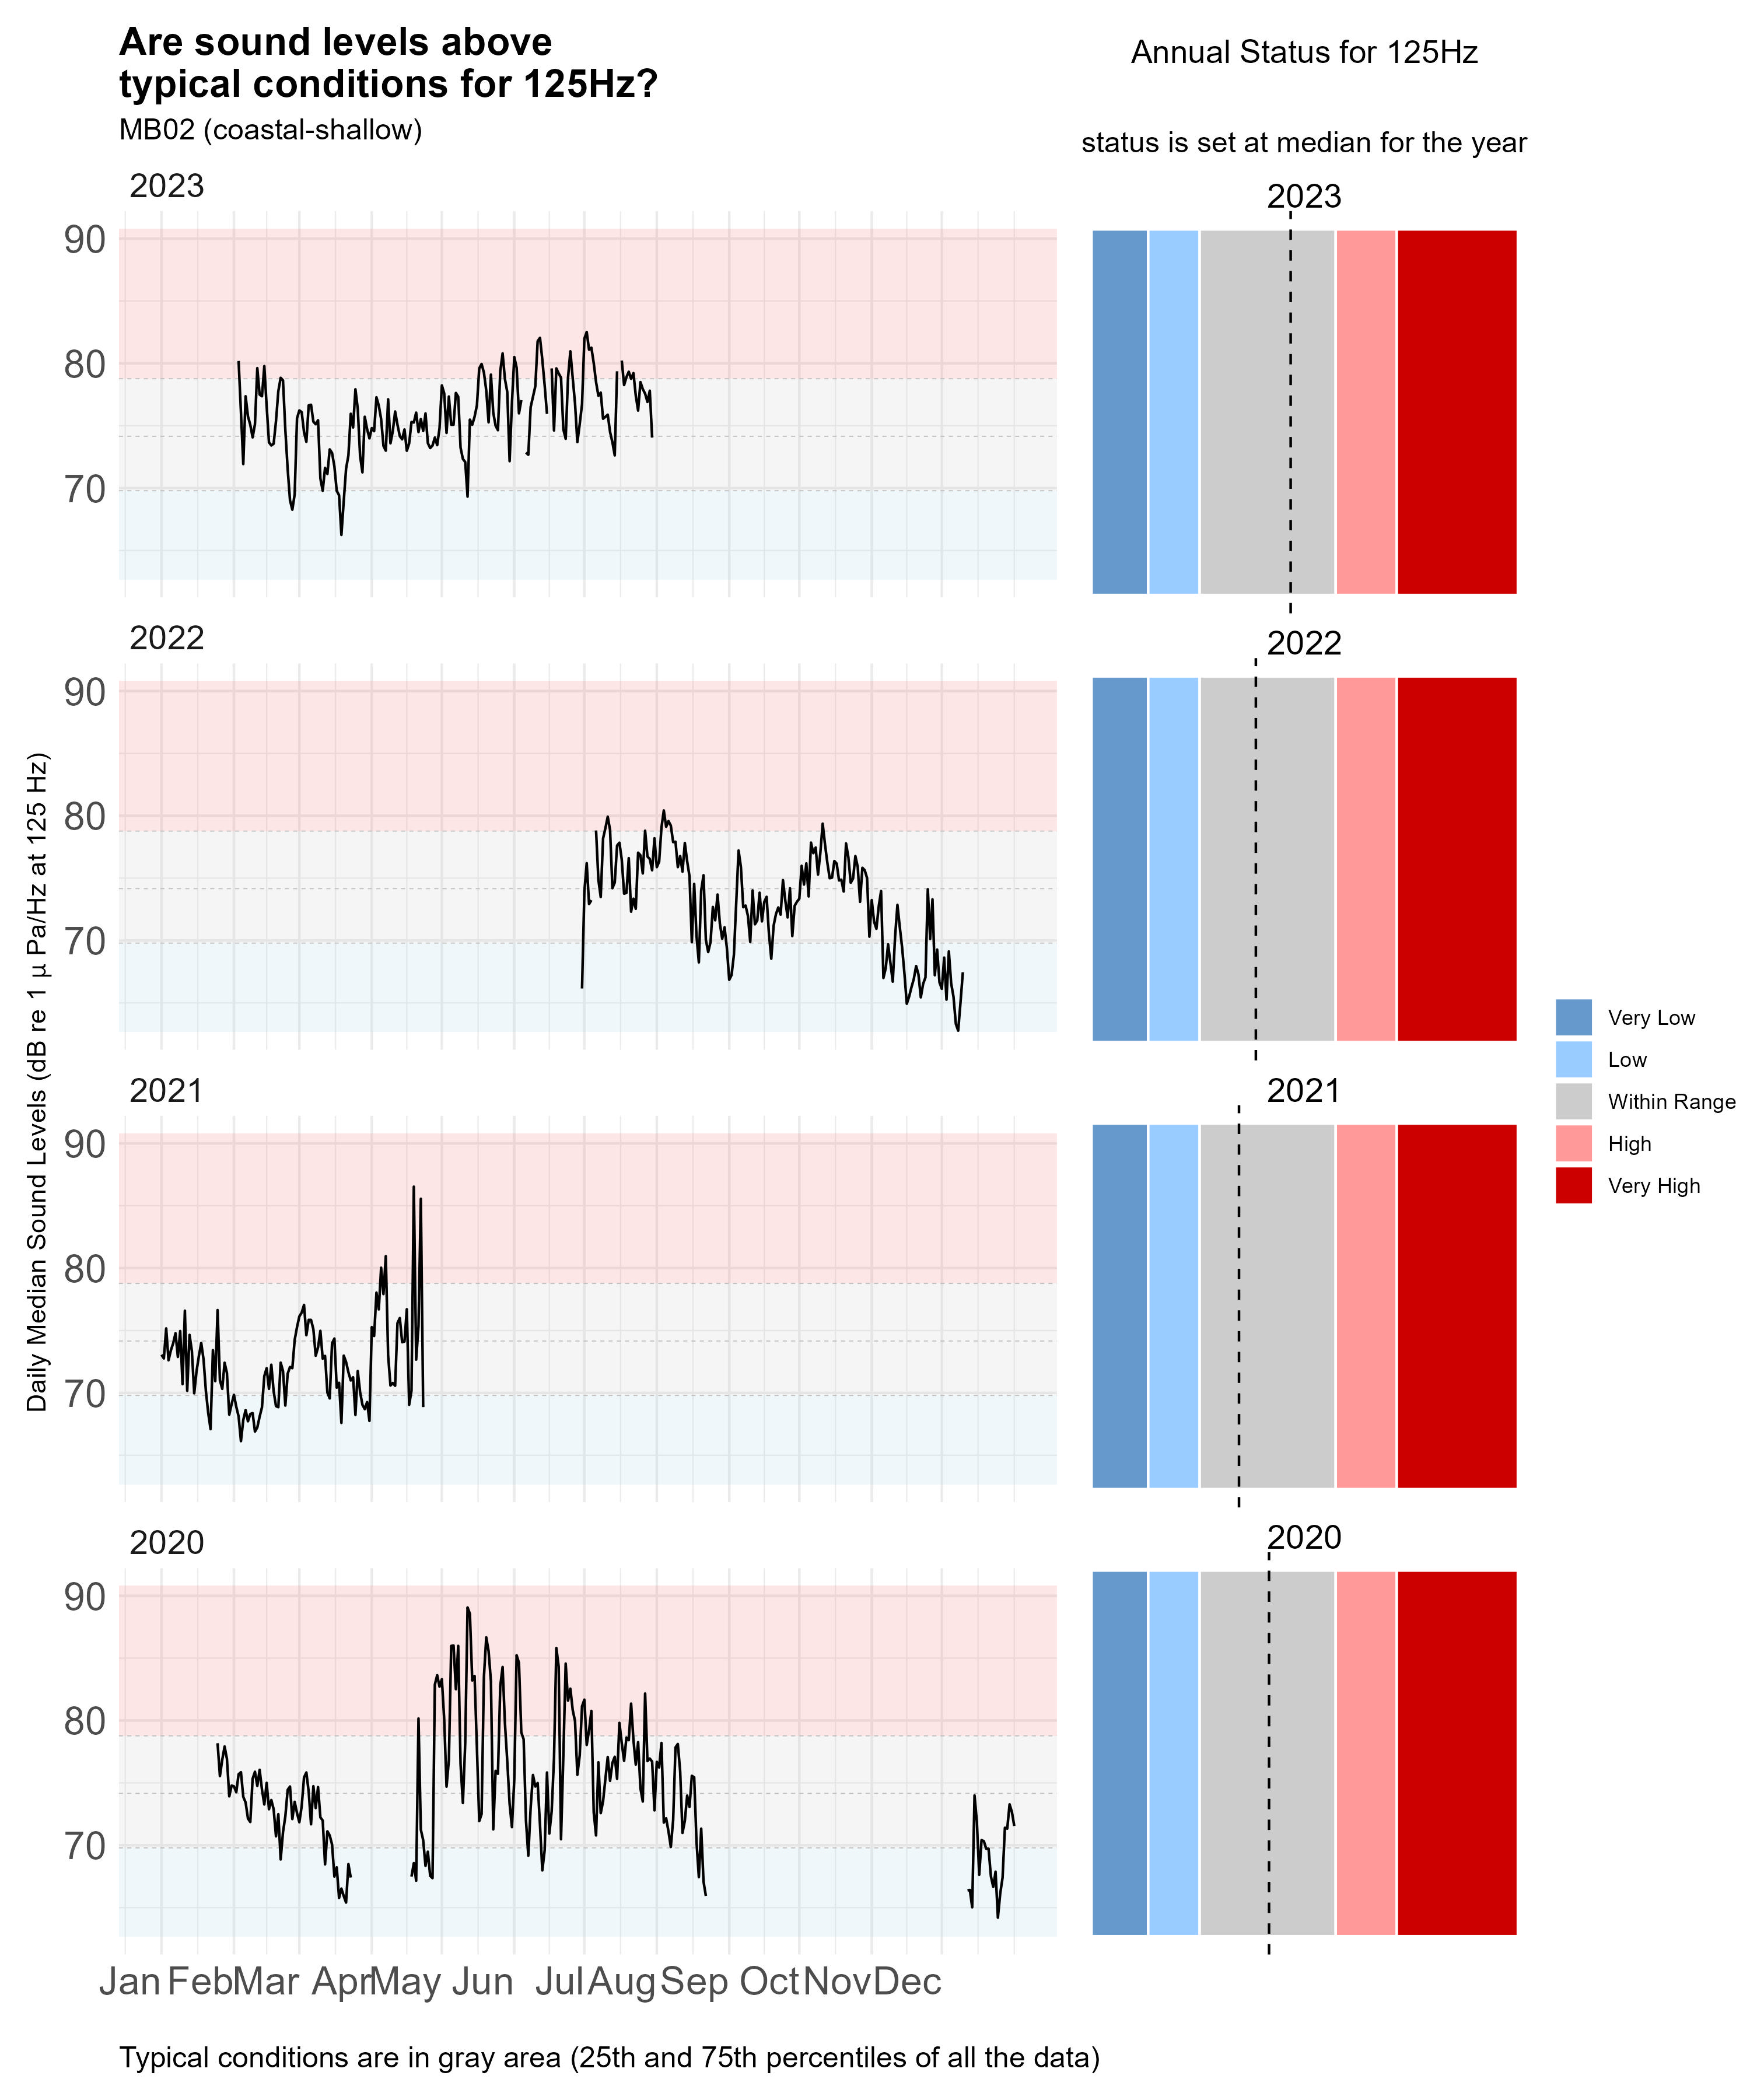 Are sound levels above
typical conditions for 125Hz?
MB02 (coastal-shallow)
Annual Status for 125Hz
status is set at median for the year
2023
90
80
70
2023
2022
90
80
70
2022
2021
90
80
70
2021
2020
90
80
70
2020
Daily Median Sound Levels (dB re 1 µ Pa/Hz at 125 Hz)
Jan Feb Mar Apr May Jun Jul Aug Sep Oct Nov Dec
Very Low
Low
Within Range
High
Very High
Typical conditions are in gray area (25th and 75th percentiles of all the data)